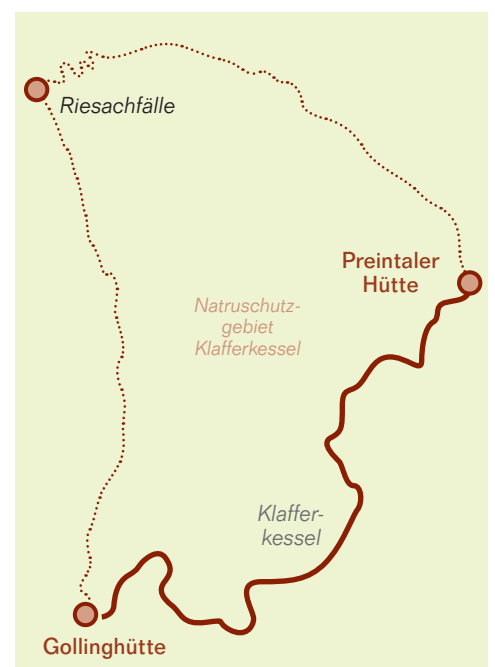 Riesachfälle
Preintaler
Hütte
Natruschutz-
gebiet
Klafferkessel
Klaffer-
kessel
Gollinghütte